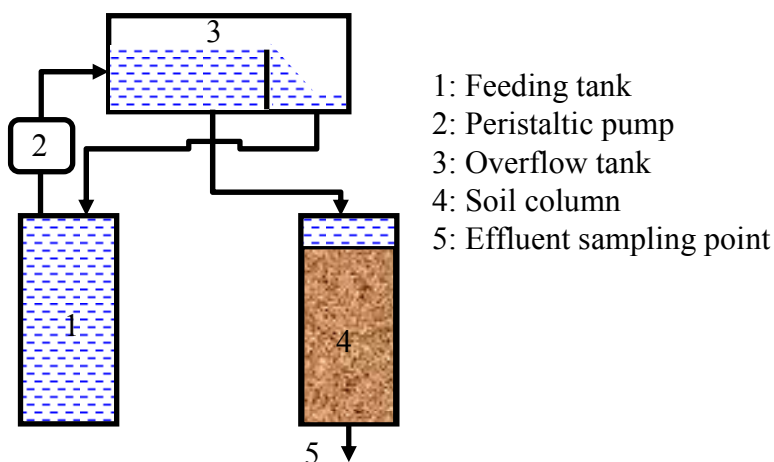 3
2
1
4
5
1: Feeding tank
2: Peristaltic pump
3: Overflow tank
4: Soil column
5: Effluent sampling point